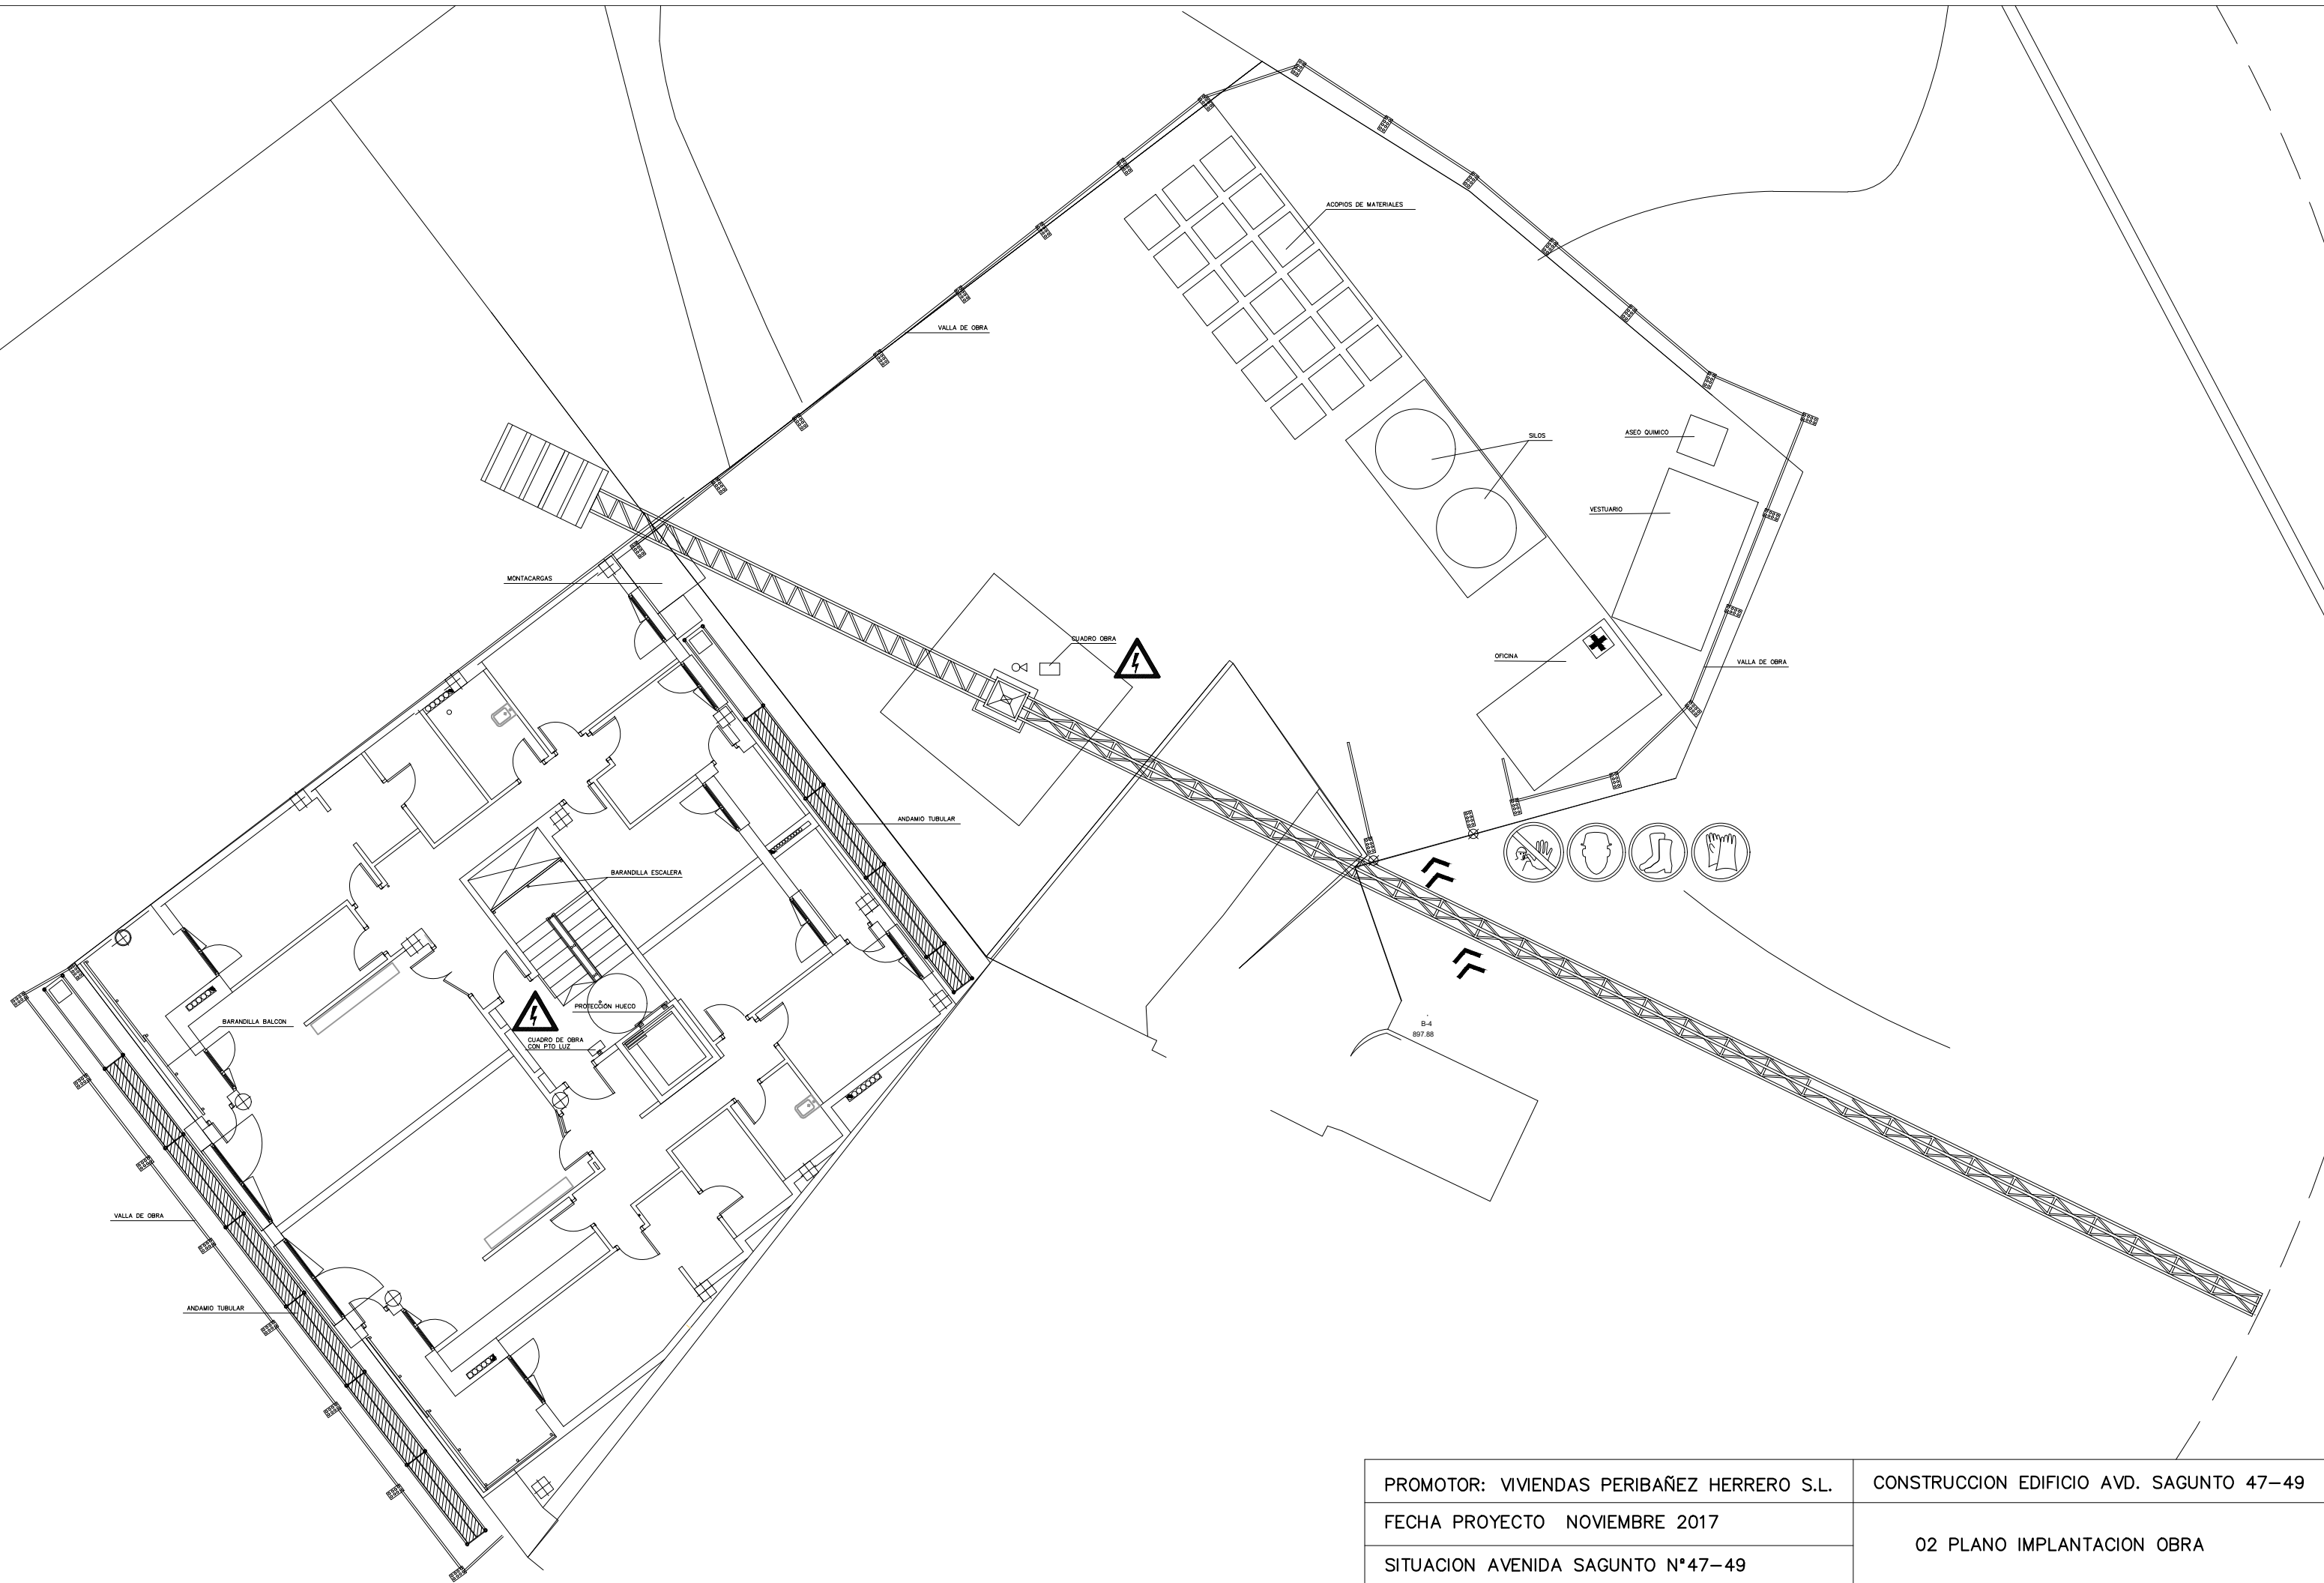 ACOPIOS DE MATERIALES
VALLA DE OBRA
SILOS
ASEO QUIMICO
VESTUARIO
MONTACARGAS
CUADRO OBRA
OFICINA
VALLA DE OBRA
ANDAMIO TUBULAR
BARANDILLA ESCALERA
PROTECCIÓN HUECO
BARANDILLA BALCON
CUADRO DE OBRA
CON PTO LUZ
B-4
897.88
VALLA DE OBRA
ANDAMIO TUBULAR
PROMOTOR: VIVIENDAS PERIBAÑEZ HERRERO S.L.
CONSTRUCCION EDIFICIO AVD. SAGUNTO 47-49
FECHA PROYECTO NOVIEMBRE 2017
02 PLANO IMPLANTACION OBRA
SITUACION AVENIDA SAGUNTO Nº47-49